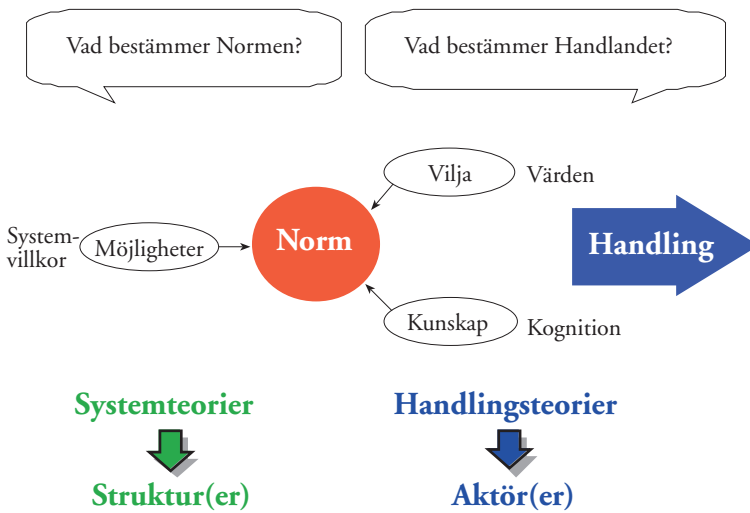 Vad bestämmer Normen?
Vad bestämmer Handlandet?
Vilja
Värden
System-
villkor
Möjligheter
Norm
Handling
Kunskap
Kognition
Systemteorier
Handlingsteorier
Struktur(er)
Aktör(er)